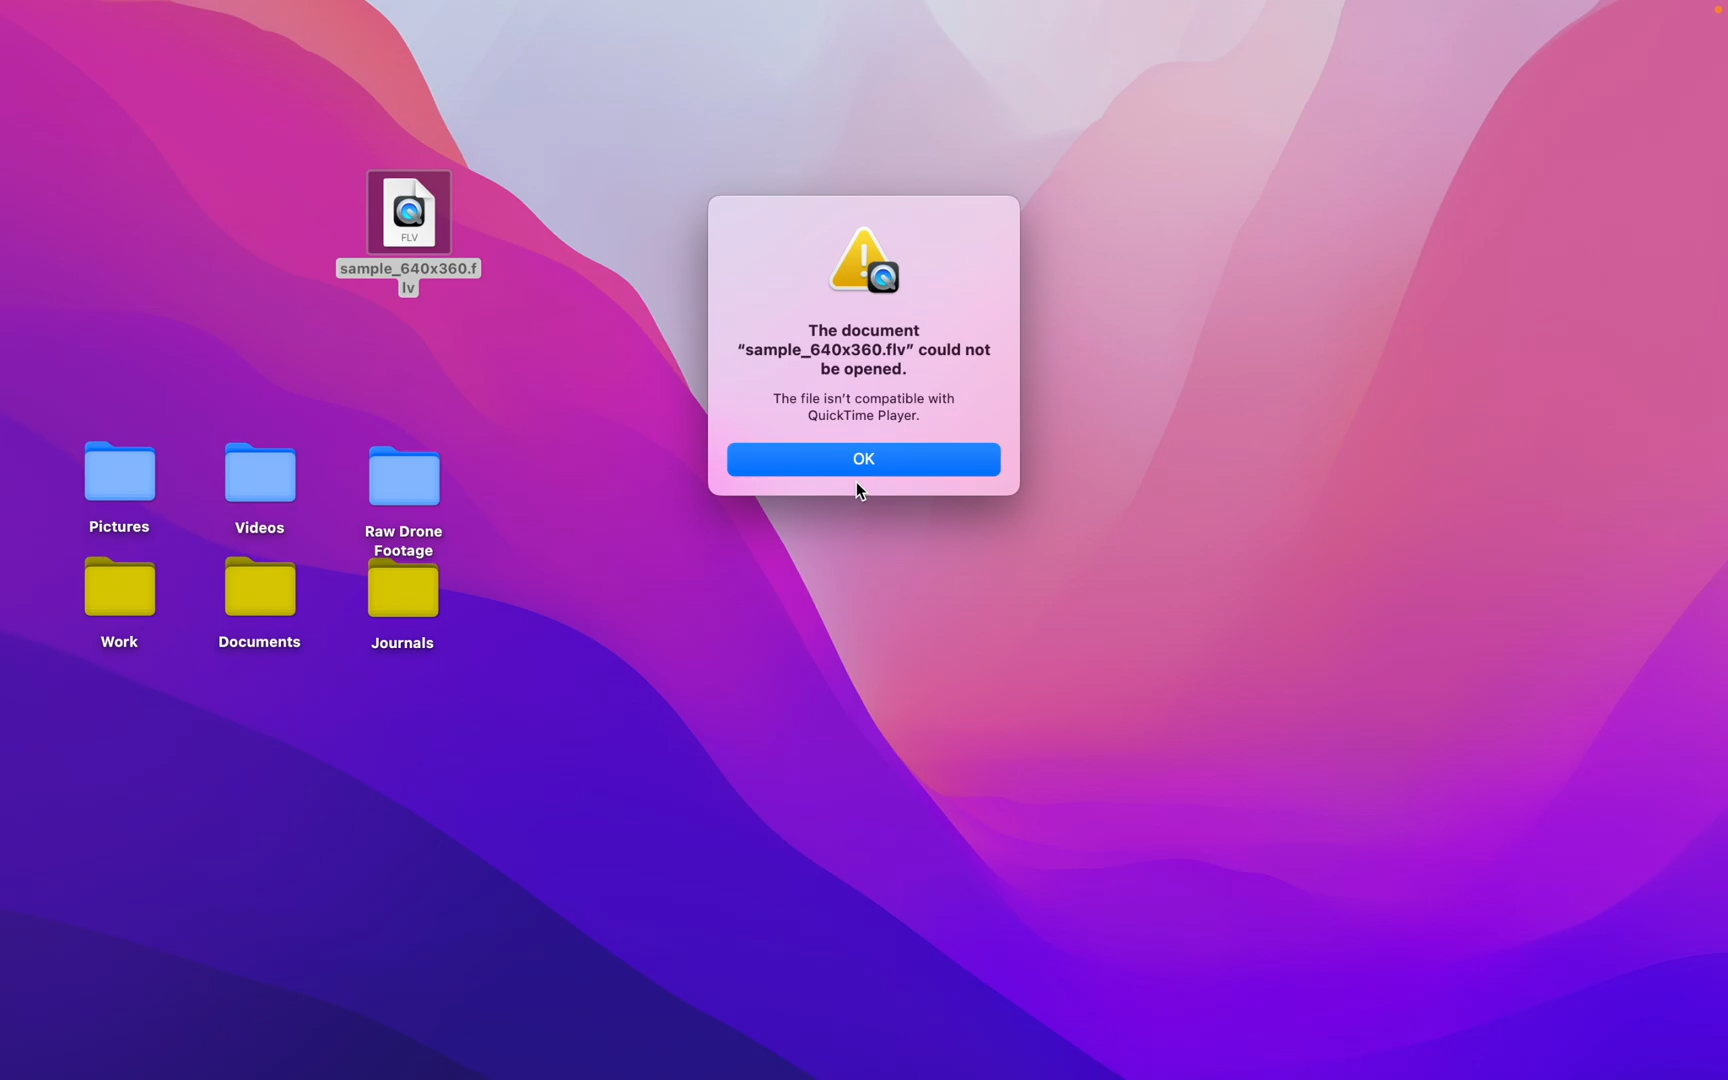 FLV
sample_640x360.f
lv
The document
“sample_640x360.flv” could not
be opened.
The file isn’t compatible with
QuickTime Player.
OK
Pictures
Videos
Raw Drone
Footage
Work
Documents
Journals